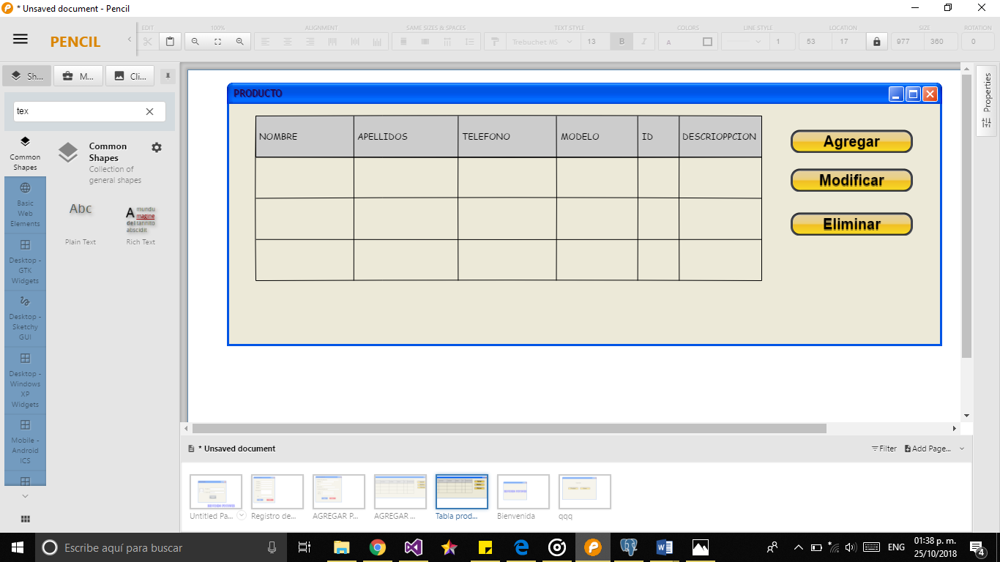 * Unsaved document - Pencil
PENCIL
EDIT
100%
ALIGNMENT
SAME SIZES & SPACES
TEXT STYLE
COLORS
LINE STYLE
LOCATION
SIZE
ROTATION
Trebuchet MS
13
B
I
A
1
53
17
977
360
0
Sh...
M...
Cli...
tex
Common Shapes
Basic Web Elements
Desktop - GTK Widgets
Desktop - Sketchy GUI
Desktop - Windows XP Widgets
Mobile - Android ICS
Common Shapes
Collection of general shapes
Abc
Plain Text
A mundu
magine
del tannito
abscidit
Rich Text
PRODUCTO
NOMBRE
APELLIDOS
TELEFONO
MODELO
ID
DESCRIOPPCION
Agregar
Modificar
Eliminar
Properties
* Unsaved document
Filter
Add Page...
Untitled Pa...
Registro de...
AGREGAR P...
AGREGAR ...
Tabla prod...
Bienvenida
qqq
Escribe aquí para buscar
ENG
01:38 p. m.
25/10/2018
4